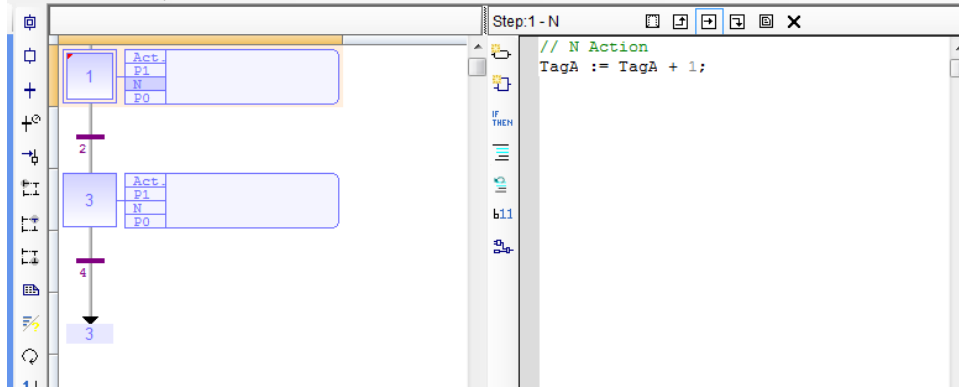 Step:1 - N
// N Action
TagA := TagA + 1;
IF
THEN
b11
1
Act.
P1
N
P0
2
3
Act.
P1
N
P0
4
3